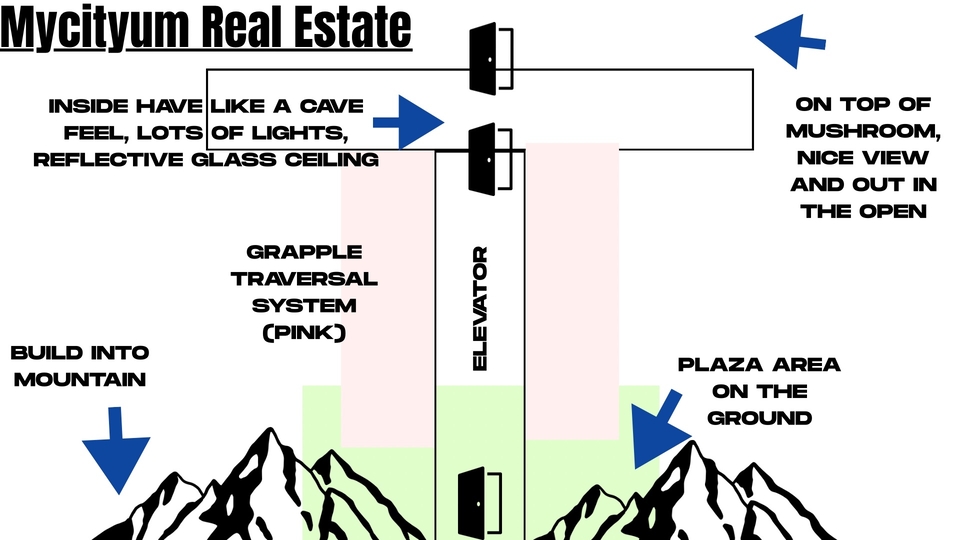 Mycityum Real Estate
INSIDE HAVE LIKE A CAVE
FEEL, LOTS OF LIGHTS,
REFLECTIVE GLASS CEILING
ON TOP OF
MUSHROOM,
NICE VIEW
AND OUT IN
THE OPEN
GRAPPLE
TRAVERSAL
SYSTEM
(PINK)
ELEVATOR
BUILD INTO
MOUNTAIN
PLAZA AREA
ON THE
GROUND